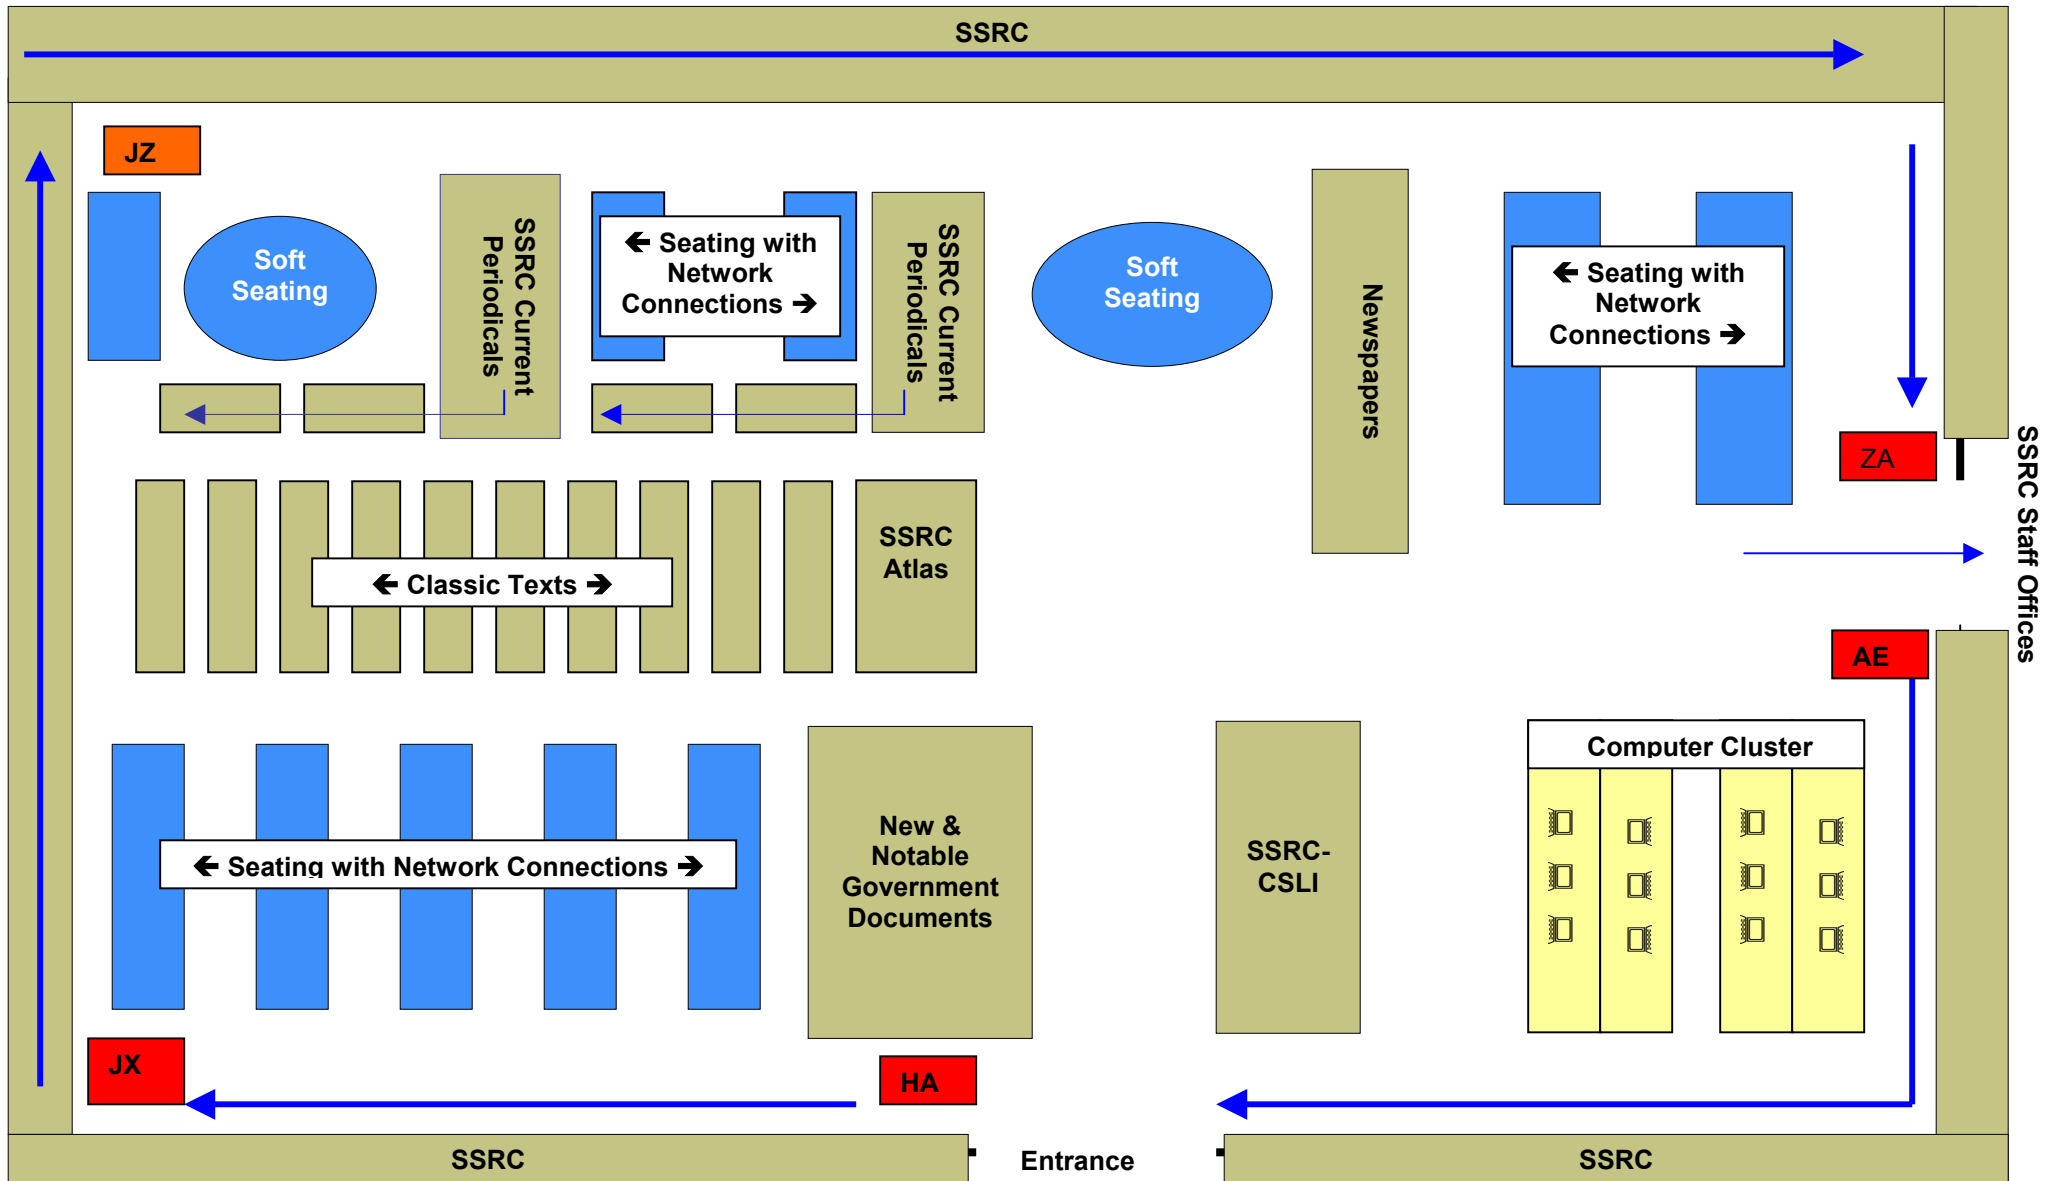 SSRC
JZ
Soft
Seating
SSRC Current
Periodicals
← Seating with
Network
Connections →
SSRC Current
Periodicals
Soft
Seating
Newspapers
← Seating with
Network
Connections →
ZA
SSRC Staff Offices
← Classic Texts →
SSRC
Atlas
AE
Computer Cluster
← Seating with Network Connections →
New &
Notable
Government
Documents
SSRC-
CSLI
JX
HA
SSRC
Entrance
SSRC